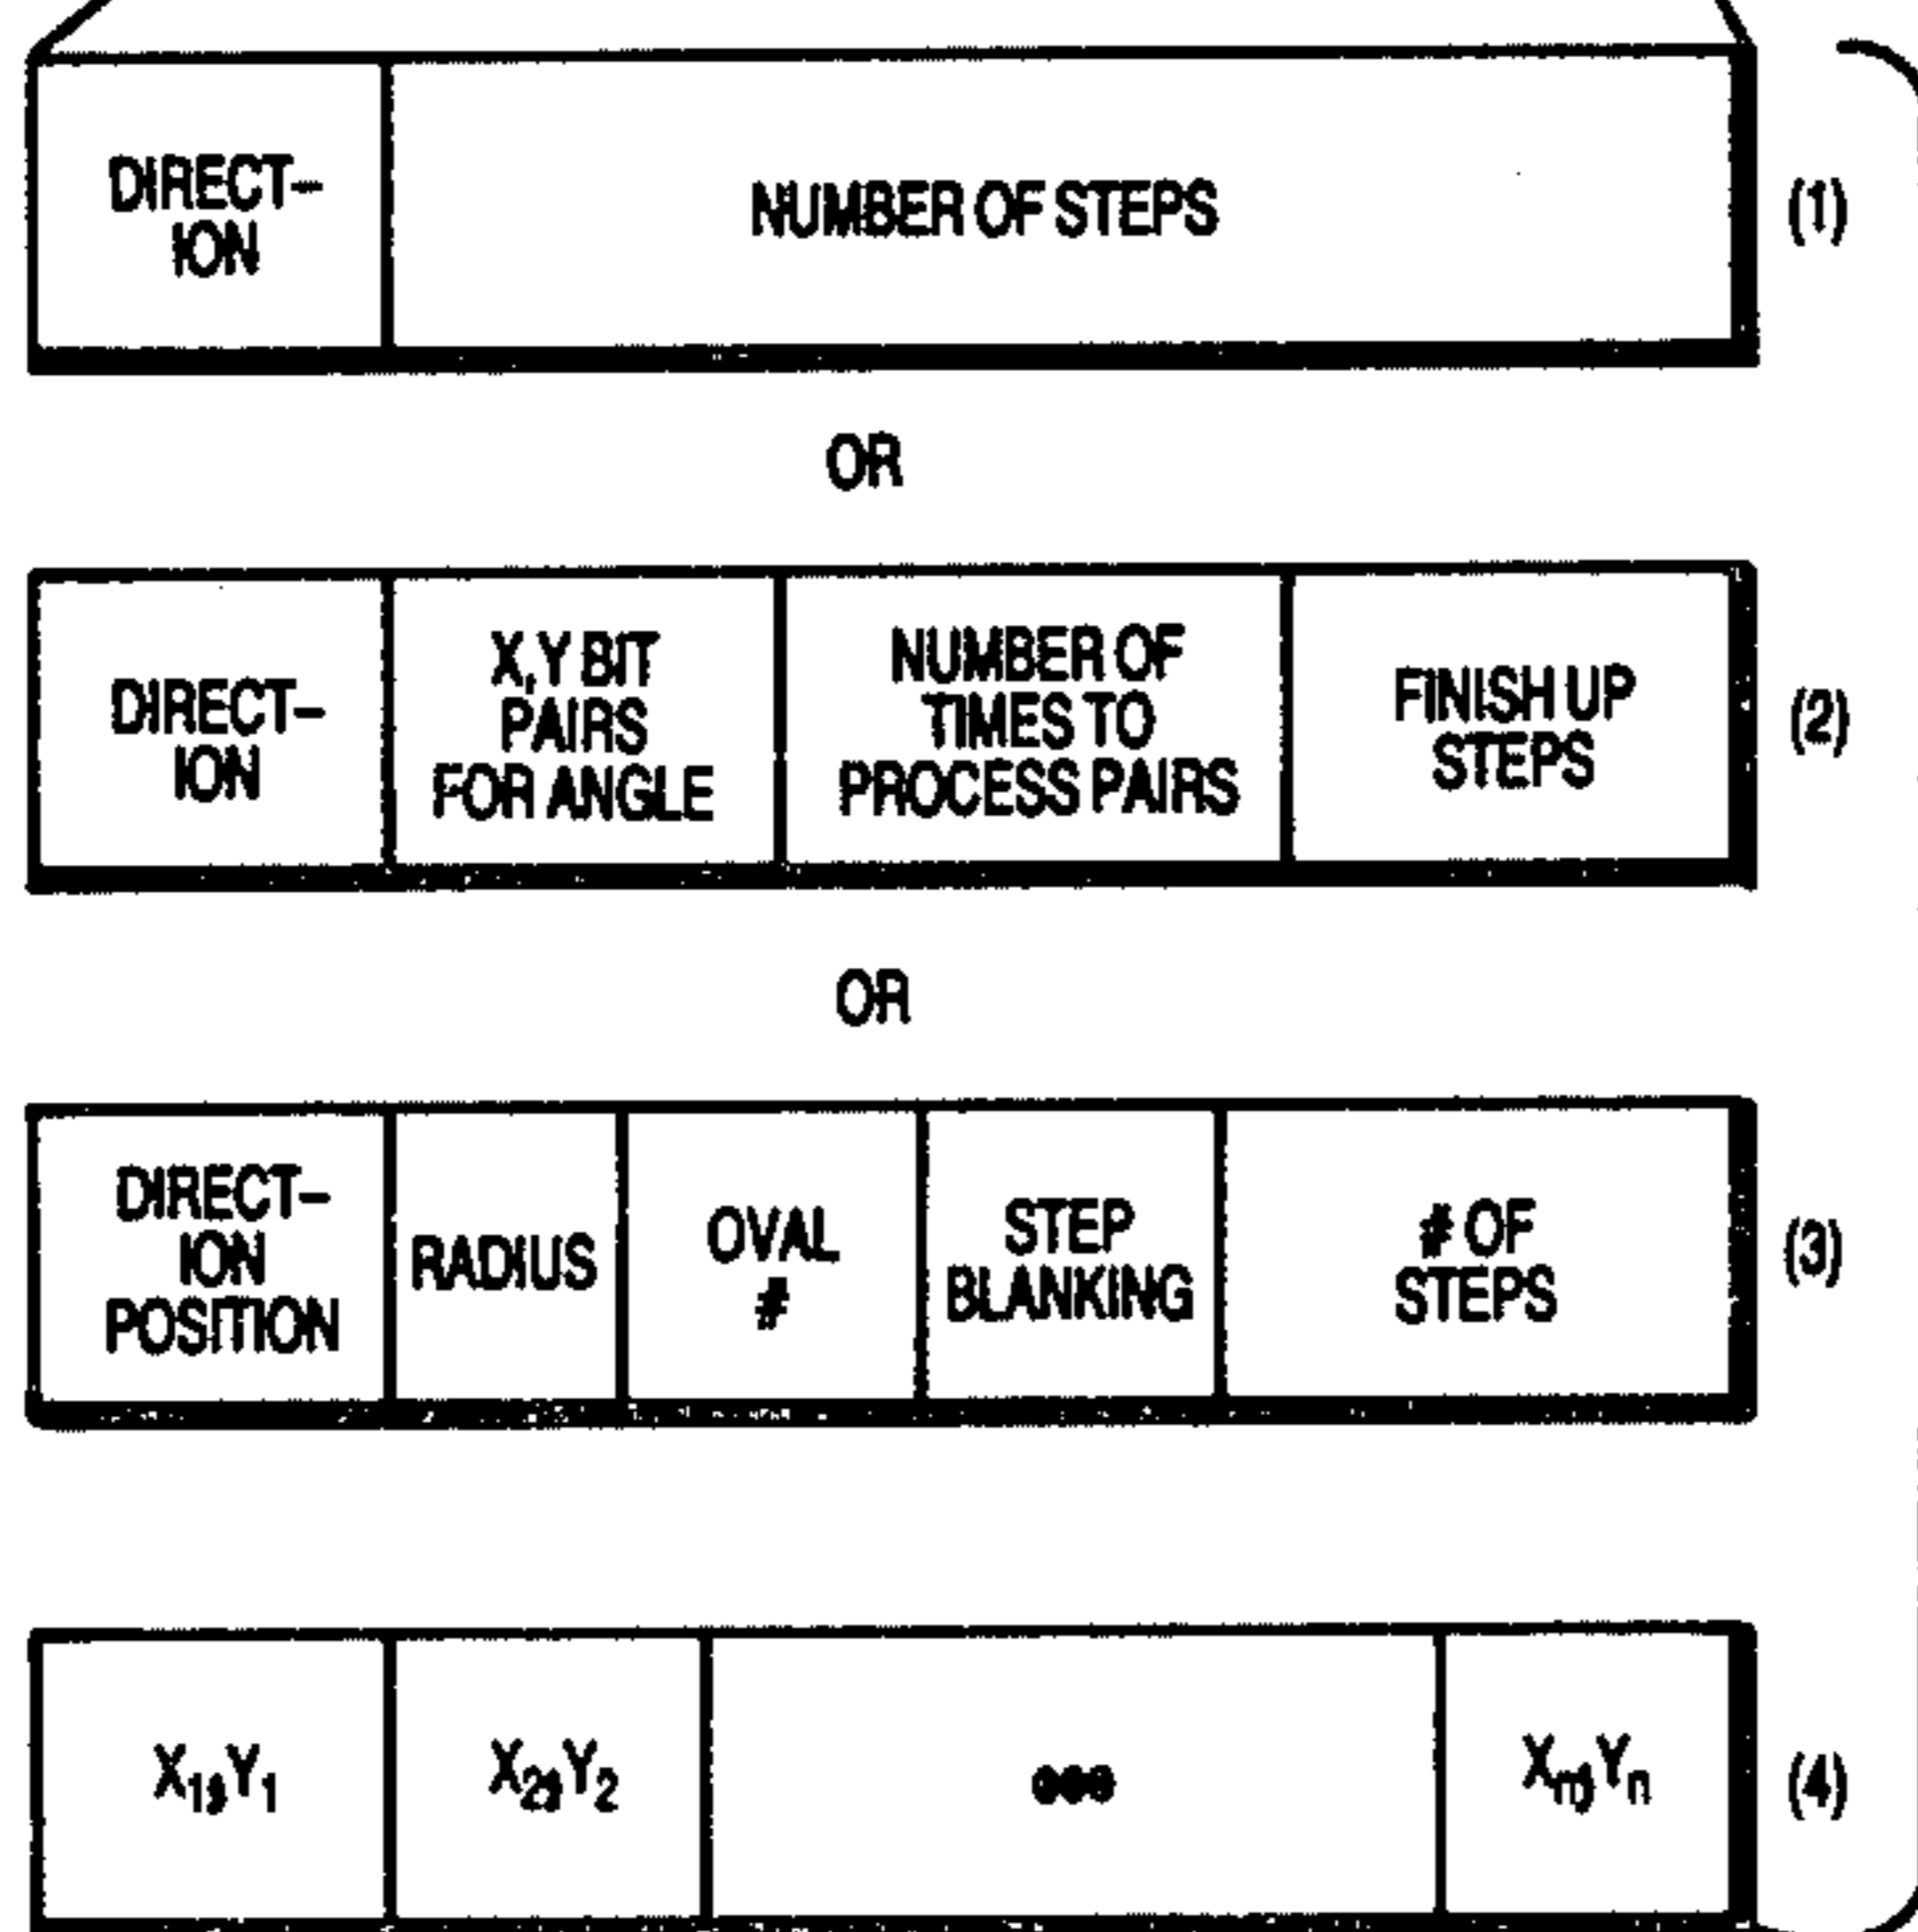 DIRECT-
ION
NUMBER OF STEPS
(1)
OR
DIRECT-
ION
X,Y BIT
PAIRS
FOR ANGLE
NUMBER OF
TIMES TO
PROCESS PAIRS
FINISH UP
STEPS
(2)
OR
DIRECT-
ION
POSITION
RADIUS
OVAL
#
STEP
BLANKING
# OF
STEPS
(3)
X₁,Y₁
X₂,Y₂
•••
Xₙ,Yₙ
(4)